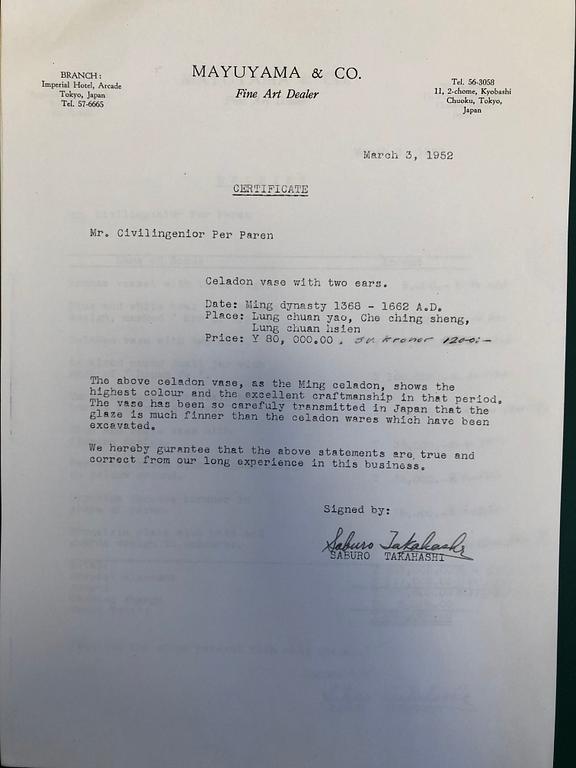 MAYUYAMA & CO.
Fine Art Dealer
BRANCH:
Imperial Hotel, Arcade
Tokyo, Japan
Tel. 57-6665
Tel. 56-3058
11, 2-chome, Kyobashi
Chuoku, Tokyo,
Japan
March 3, 1952
CERTIFICATE
Mr. Civilingenior Per Paren
Celadon vase with two ears.
Date: Ming dynasty 1368 - 1662 A.D.
Place: Lung chuan yao, Che ching sheng,
Lung chuan hsien
Price: Y 80, 000.00. sv. kronor 1200:-
The above celadon vase, as the Ming celadon, shows the
highest colour and the excellent craftmanship in that period.
The vase has been so carefuly transmitted in Japan that the
glaze is much finner than the celadon wares which have been
excavated.
We hereby gurantee that the above statements are true and
correct from our long experience in this business.
Signed by:
Saburo Takahashi
SABURO TAKAHASHI